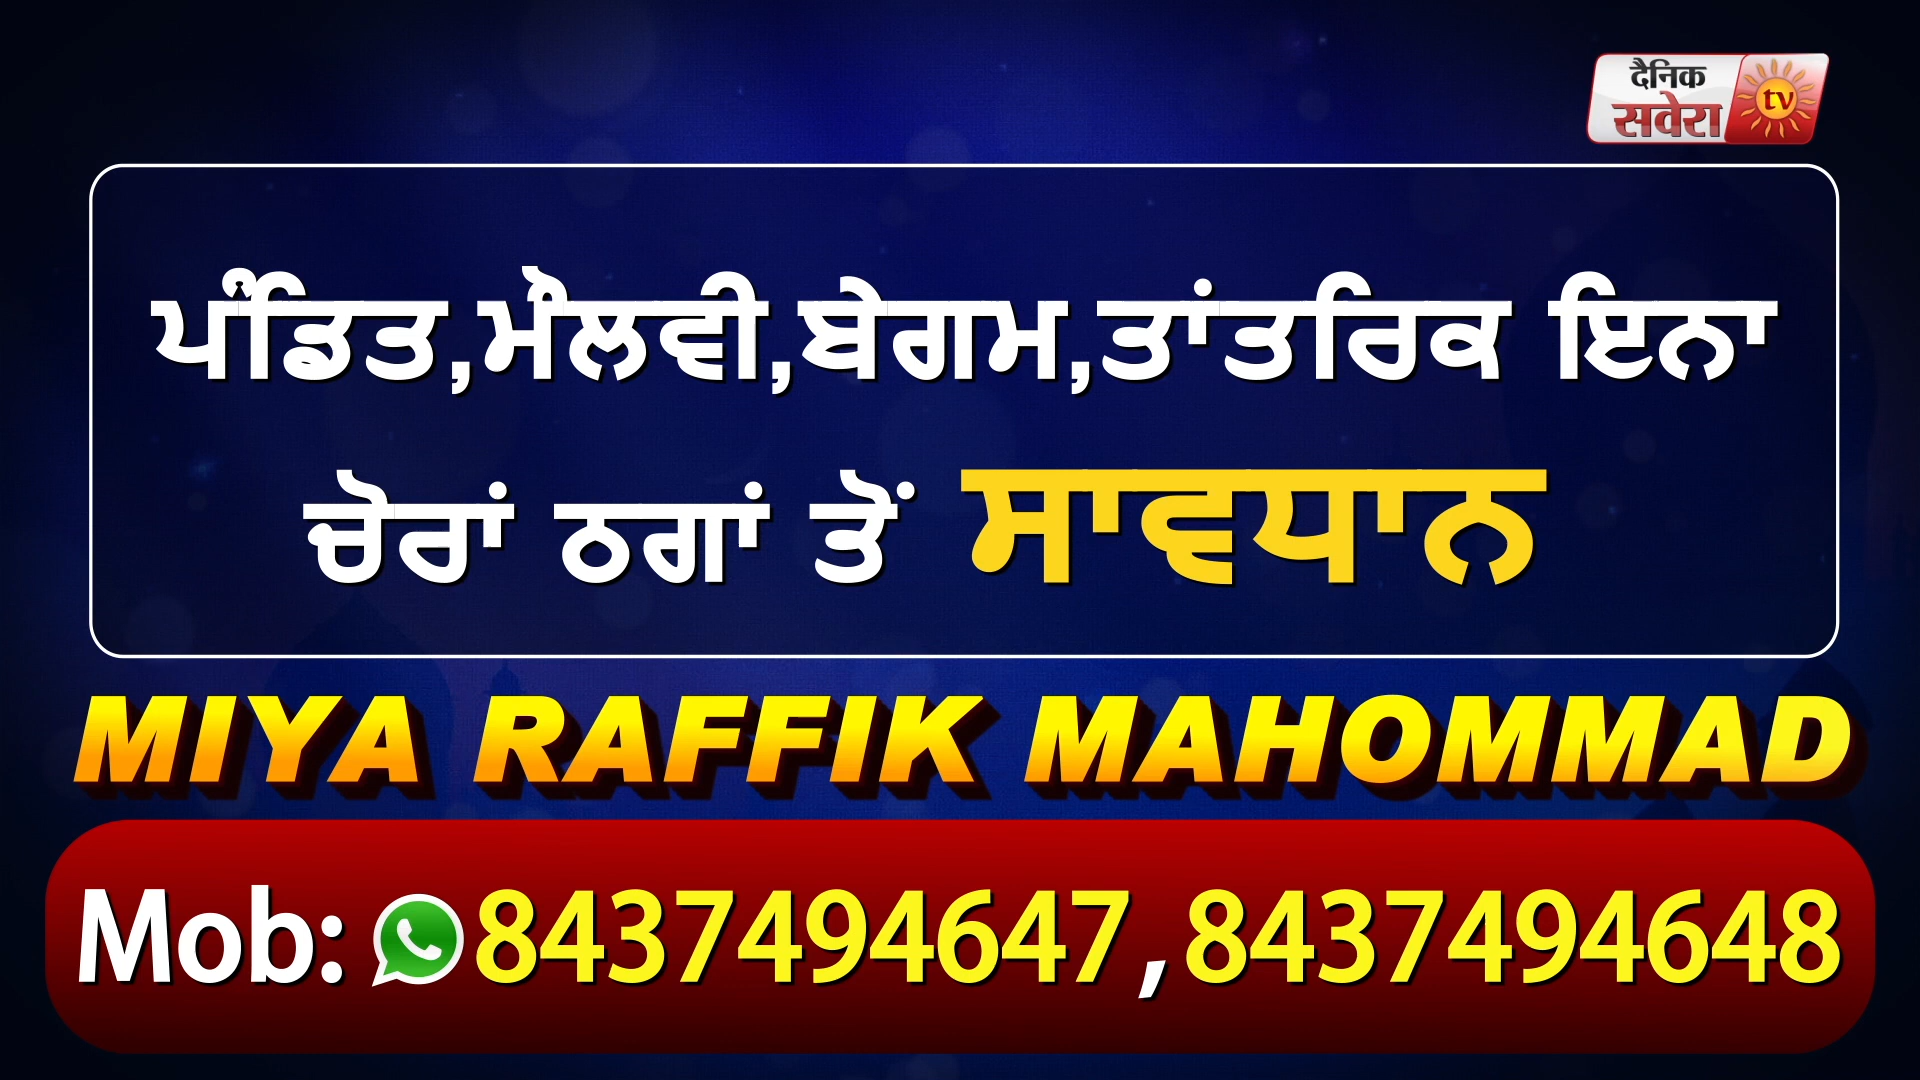 दैनिक
सवेरा tv
ਪੰਡਿਤ,ਮੌਲਵੀ,ਬੇਗਮ,ਤਾਂਤਰਿਕ ਇਨਾ
ਚੋਰਾਂ ਠਗਾਂ ਤੋਂ ਸਾਵਧਾਨ
MIYA RAFFIK MAHOMMAD
Mob: 8437494647, 8437494648